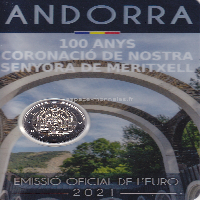 ANDORRA
100 ANYS
CORONACIÓ DE NOSTRA
SENYORA DE MERITXELL
EMISSIÓ OFICIAL DE L'EURO
2021